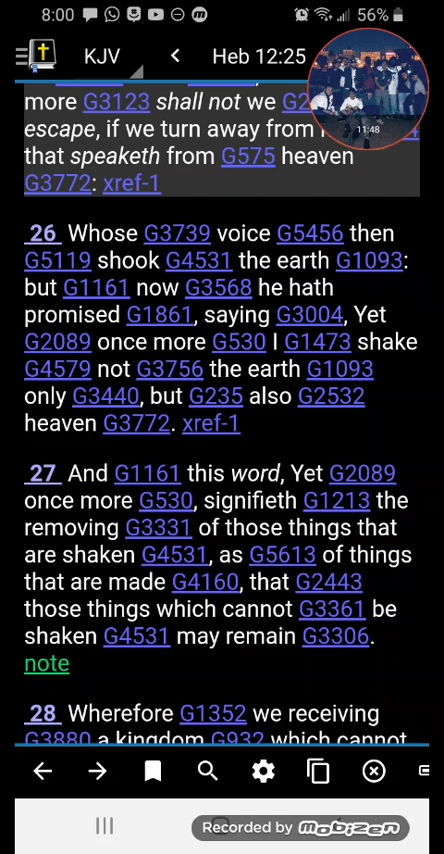 8:00 56%
KJV < Heb 12:25
more G3123 shall not we
escape, if we turn away from
11:48
that speaketh from G575 heaven
G3772: xref-1
26 Whose G3739 voice G5456 then
G5119 shook G4531 the earth G1093:
but G1161 now G3568 he hath
promised G1861, saying G3004, Yet
G2089 once more G530 I G1473 shake
G4579 not G3756 the earth G1093
only G3440, but G235 also G2532
heaven G3772. xref-1
27 And G1161 this word, Yet G2089
once more G530, signifieth G1213 the
removing G3331 of those things that
are shaken G4531, as G5613 of things
that are made G4160, that G2443
those things which cannot G3361 be
shaken G4531 may remain G3306.
note
28 Wherefore G1352 we receiving
G3880 a kingdom G932 which cannot
Recorded by mobizen